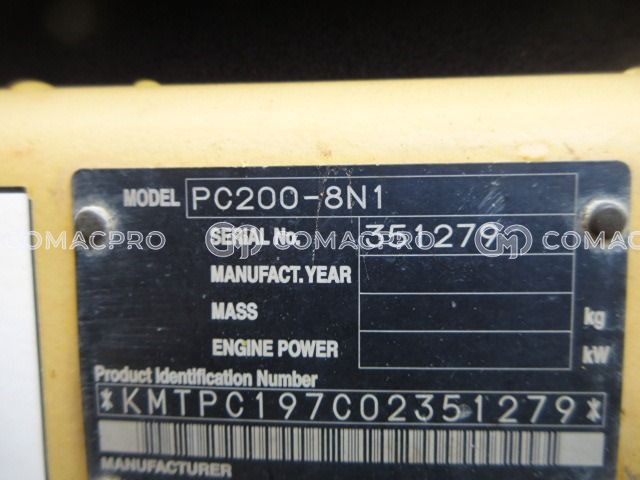 MODEL PC200-8N1
SERIAL No. 351279
COMACPRO COMACPRO COMAC
MANUFACT.YEAR
MASS kg
ENGINE POWER kW
Product Identification Number
*KMTPC197C02351279*
MANUFACTURER